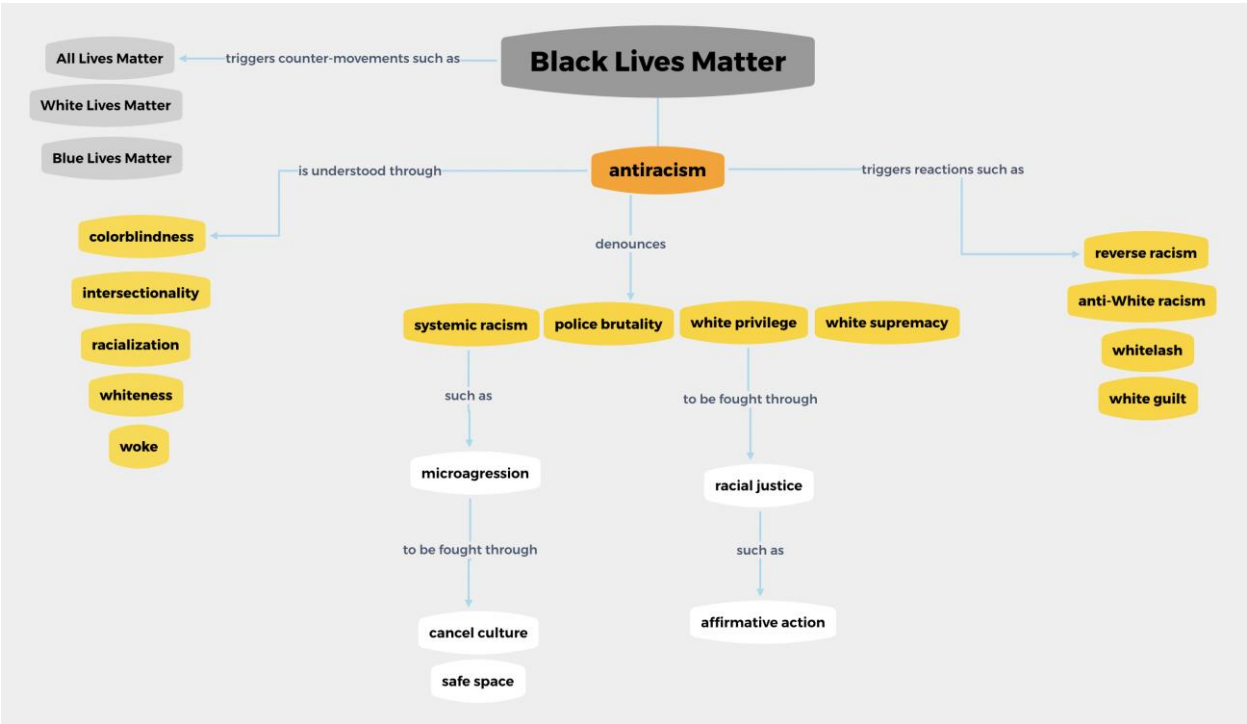 Black Lives Matter
triggers counter-movements such as
All Lives Matter
White Lives Matter
Blue Lives Matter
antiracism
is understood through
colorblindness
intersectionality
racialization
whiteness
woke
denounces
systemic racism
police brutality
white privilege
white supremacy
such as
microagression
to be fought through
cancel culture
safe space
to be fought through
racial justice
such as
affirmative action
triggers reactions such as
reverse racism
anti-White racism
whitelash
white guilt